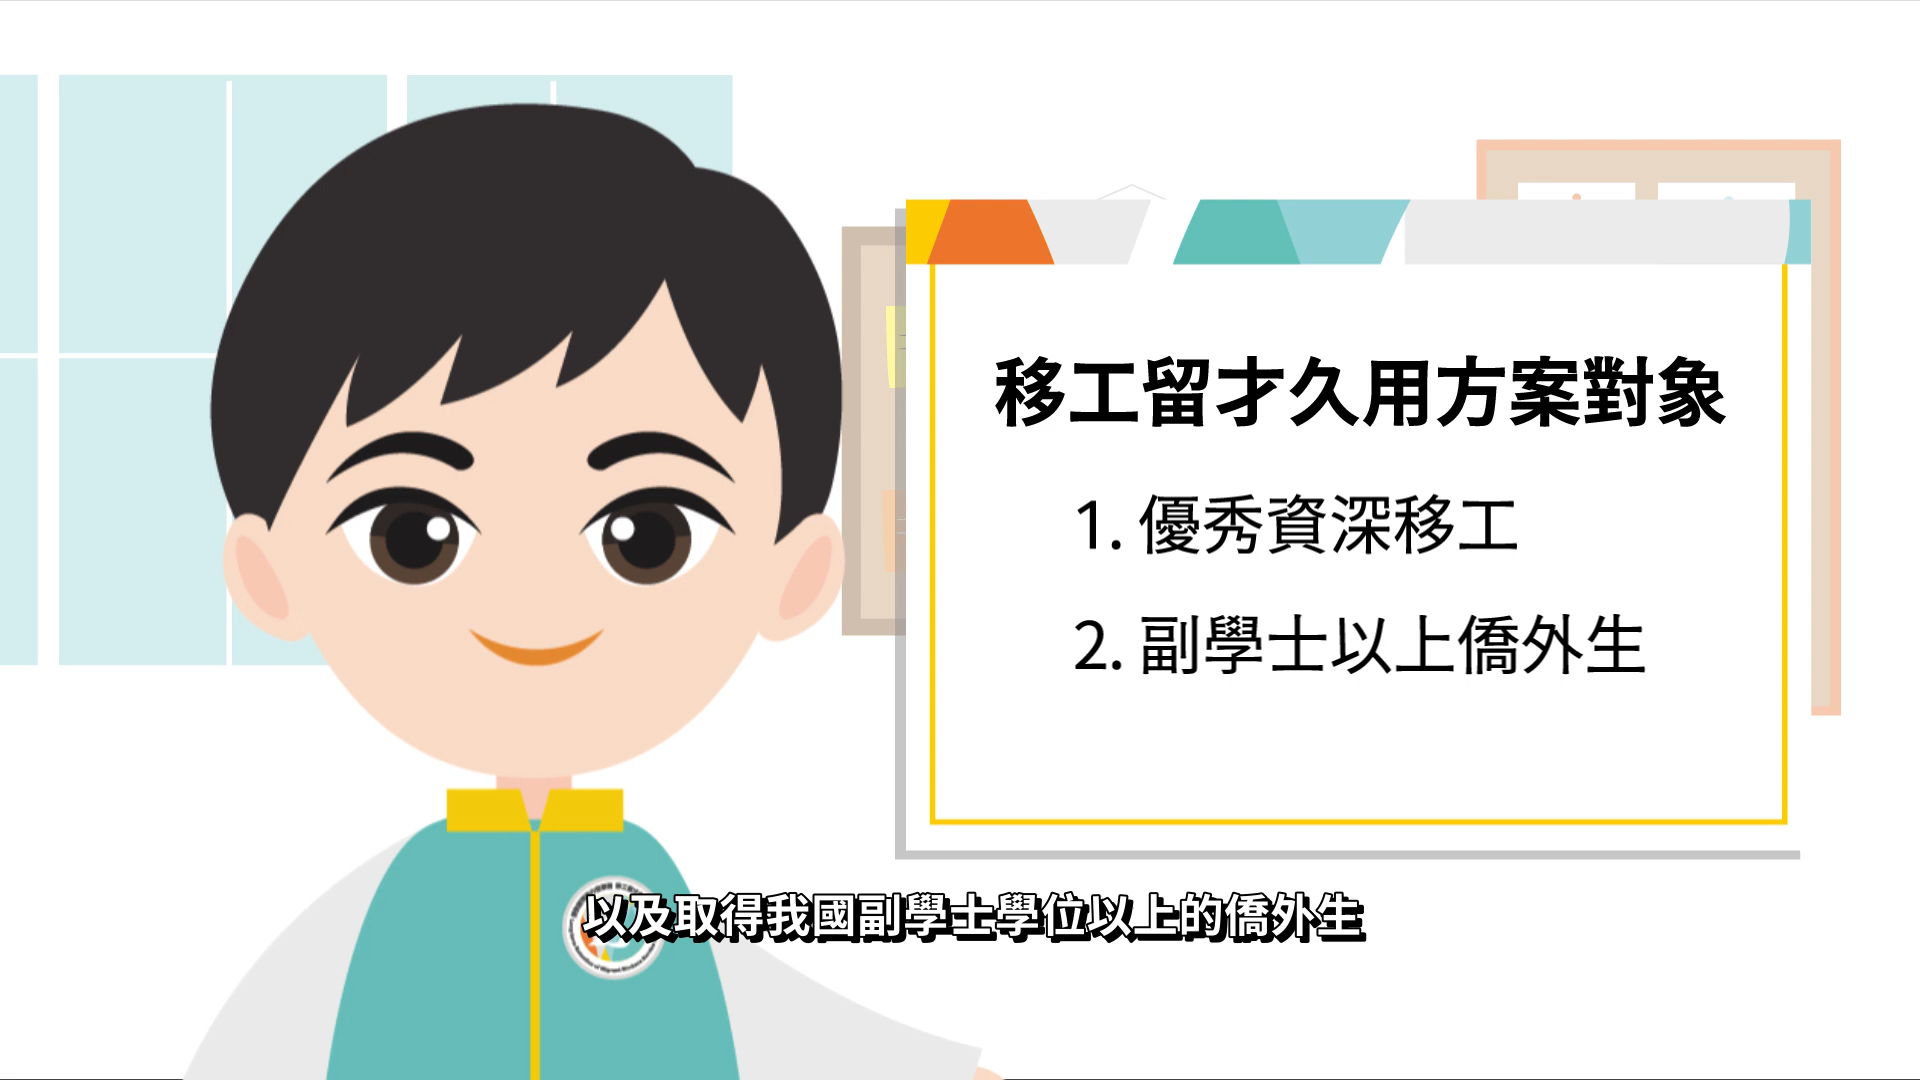 移工留才久用方案對象
1. 優秀資深移工
2. 副學士以上僑外生
以及取得我國副學士學位以上的僑外生